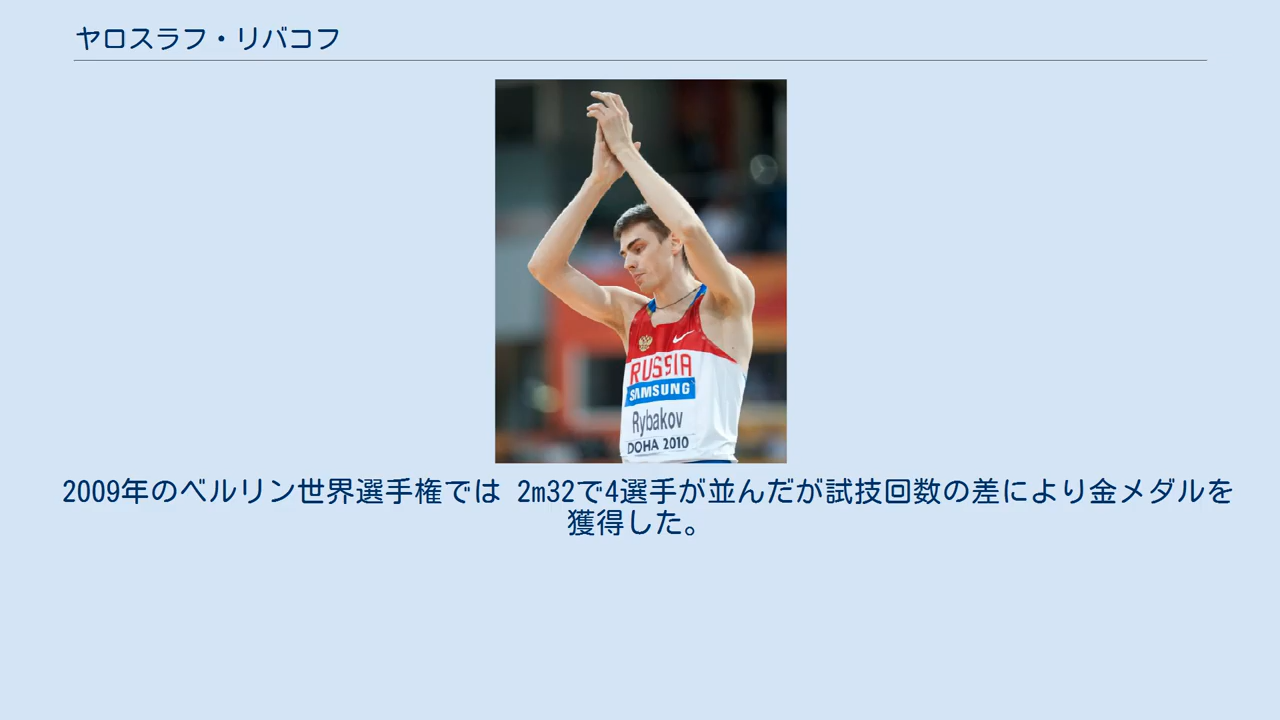 ヤロスラフ・リバコフ
RUSSIA
SAMSUNG
Rybakov
DOHA 2010
2009年のベルリン世界選手権では 2m32で4選手が並んだが試技回数の差により金メダルを
獲得した。